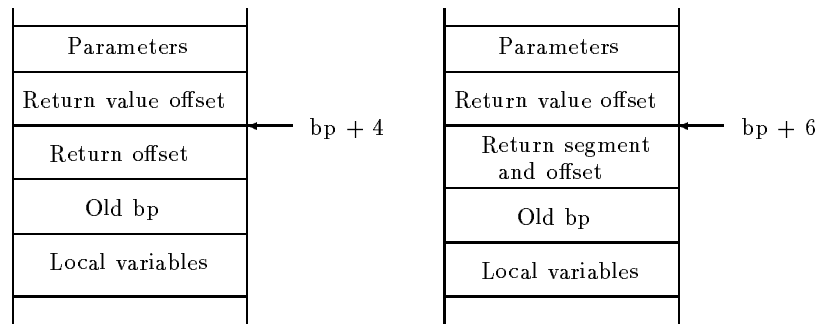 Parameters
Return value offset
bp + 4
Return offset
Old bp
Local variables
Parameters
Return value offset
bp + 6
Return segment
and offset
Old bp
Local variables